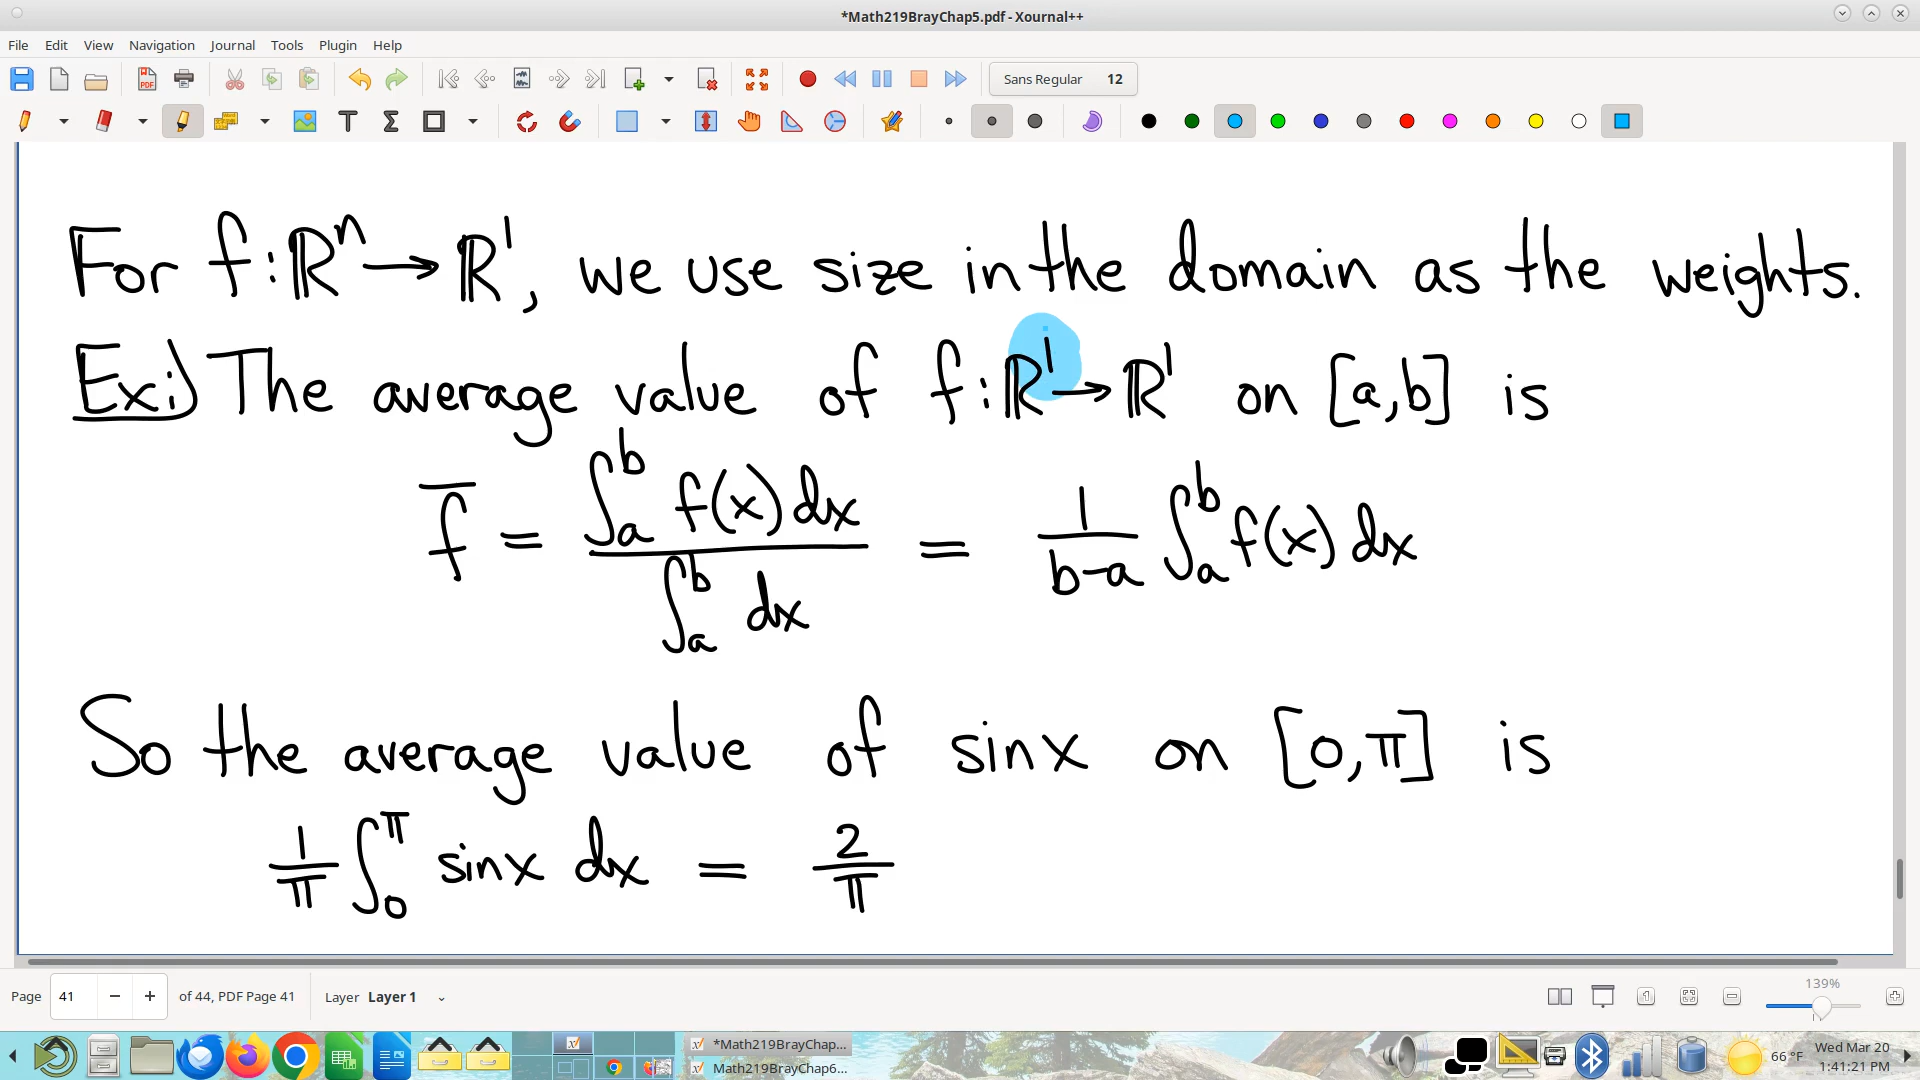 *Math219BrayChap5.pdf - Xournal++
File Edit View Navigation Journal Tools Plugin Help
Sans Regular 12
For f : ℝⁿ → ℝ¹, we use size in the domain as the weights.
Ex:) The average value of f : ℝ¹ → ℝ¹ on [a,b] is
f̅ = ∫ₐᵇ f(x) dx / ∫ₐᵇ dx = 1/(b-a) ∫ₐᵇ f(x) dx
So the average value of sin x on [0,π] is
1/π ∫₀^π sin x dx = 2/π
Page 41 of 44, PDF Page 41 Layer Layer 1 139%
*Math219BrayChap...
Math219BrayChap6...
66 °F
Wed Mar 20
1:41:21 PM